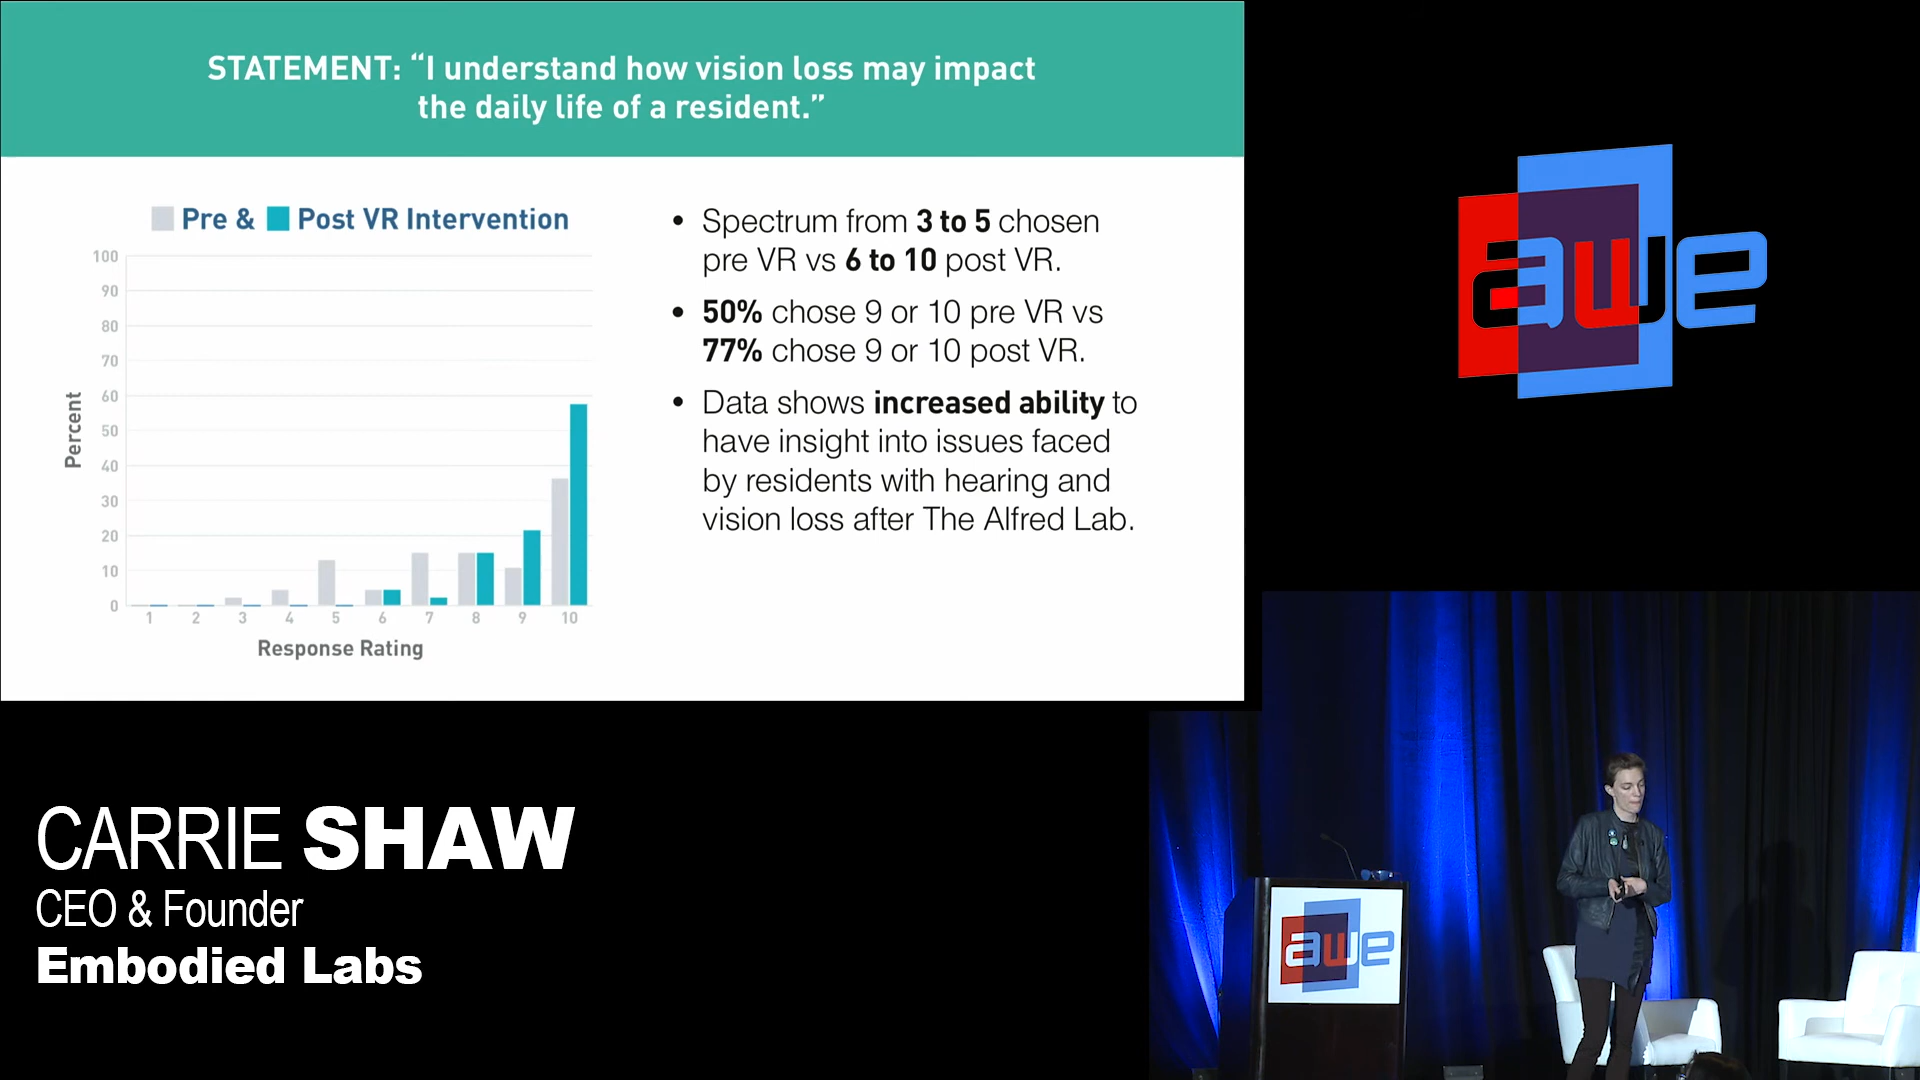 STATEMENT: “I understand how vision loss may impact
the daily life of a resident.”
Pre & Post VR Intervention
100
90
80
70
60
50
40
30
20
10
0
Percent
1 2 3 4 5 6 7 8 9 10
Response Rating
• Spectrum from 3 to 5 chosen
pre VR vs 6 to 10 post VR.
• 50% chose 9 or 10 pre VR vs
77% chose 9 or 10 post VR.
• Data shows increased ability to
have insight into issues faced
by residents with hearing and
vision loss after The Alfred Lab.
awe
CARRIE SHAW
CEO & Founder
Embodied Labs
awe